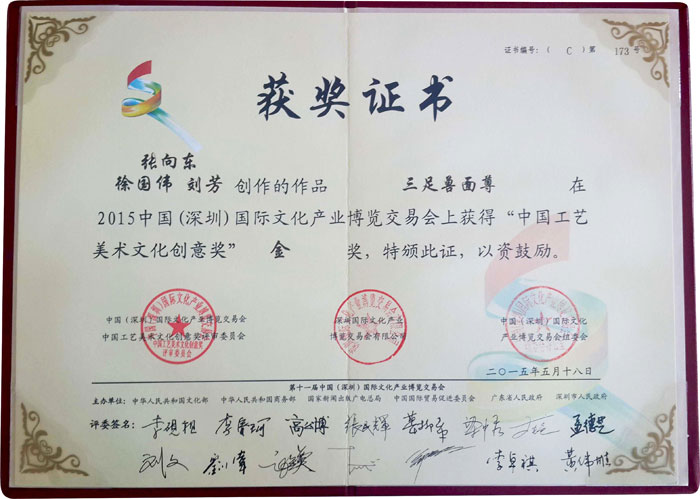 证书编号：（ C ）第 173 号
获奖证书
张向东
徐国伟 刘芳 创作的作品 三足兽面尊 在
2015中国(深圳)国际文化产业博览交易会上获得“中国工艺
美术文化创意奖” 金 奖，特颁此证，以资鼓励。
中国（深圳）国际文化产业博览交易会 深圳国际文化产业 中国（深圳）国际文化
中国工艺美术文化创意奖评审委员会 博览交易会有限公司 产业博览交易会组委会
二〇一五年五月十八日
第十一届中国（深圳）国际文化产业博览交易会
主办单位：中华人民共和国文化部 中华人民共和国商务部 国家新闻出版广电总局 中国国际贸易促进委员会 广东省人民政府 深圳市人民政府
评委签名：